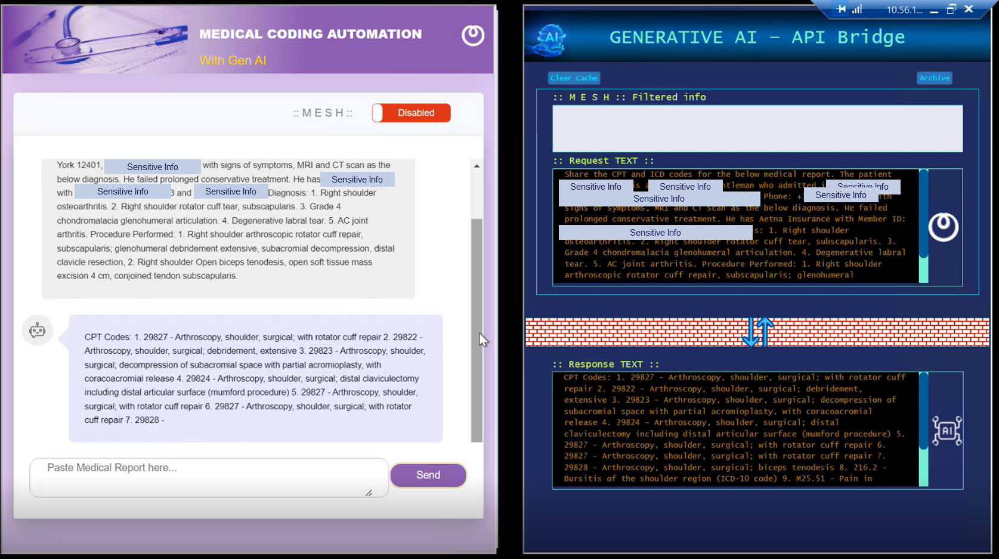 MEDICAL CODING AUTOMATION
With Gen AI
:: M E S H ::
Disabled
York 12401, Sensitive Info with signs of symptoms, MRI and CT scan as the
below diagnosis. He failed prolonged conservative treatment. He has Sensitive Info
with Sensitive Info 3 and Sensitive Info Diagnosis: 1. Right shoulder
osteoarthritis. 2. Right shoulder rotator cuff tear, subscapularis. 3. Grade 4
chondromalacia glenohumeral articulation. 4. Degenerative labral tear. 5. AC joint
arthritis. Procedure Performed: 1. Right shoulder arthroscopic rotator cuff repair,
subscapularis; glenohumeral debridement extensive, subacromial decompression, distal
clavicle resection, 2. Right shoulder Open biceps tenodesis, open soft tissue mass
excision 4 cm, conjoined tendon subscapularis.
CPT Codes: 1. 29827 - Arthroscopy, shoulder, surgical; with rotator cuff repair 2. 29822 -
Arthroscopy, shoulder, surgical; debridement, extensive 3. 29823 - Arthroscopy, shoulder,
surgical; decompression of subacromial space with partial acromioplasty, with
coracoacromial release 4. 29824 - Arthroscopy, shoulder, surgical; distal claviculectomy
including distal articular surface (mumford procedure) 5. 29827 - Arthroscopy, shoulder,
surgical; with rotator cuff repair 6. 29827 - Arthroscopy, shoulder, surgical; with rotator
cuff repair 7. 29828 -
Paste Medical Report here...
Send
10.56.1...
AI
GENERATIVE AI – API Bridge
Clear Cache
Archive
:: M E S H :: Filtered info
:: Request TEXT ::
Share the CPT and ICD codes for the below medical report. The patient
Sensitive Info is a Sensitive Info ntleman who admitted i Sensitive Info
Sensitive Info Phone: + Sensitive Info th
signs of symptoms, MRI and CT scan as the below diagnosis. He failed
prolonged conservative treatment. He has Aetna Insurance with Member ID:
Sensitive Info s: 1. Right shoulder
osteoarthritis. 2. Right shoulder rotator cuff tear, subscapularis. 3.
Grade 4 chondromalacia glenohumeral articulation. 4. Degenerative labral
tear. 5. AC joint arthritis. Procedure Performed: 1. Right shoulder
arthroscopic rotator cuff repair, subscapularis; glenohumeral
:: Response TEXT ::
CPT Codes: 1. 29827 - Arthroscopy, shoulder, surgical; with rotator cuff
repair 2. 29822 - Arthroscopy, shoulder, surgical; debridement,
extensive 3. 29823 - Arthroscopy, shoulder, surgical; decompression of
subacromial space with partial acromioplasty, with coracoacromial
release 4. 29824 - Arthroscopy, shoulder, surgical; distal
claviculectomy including distal articular surface (mumford procedure) 5.
29827 - Arthroscopy, shoulder, surgical; with rotator cuff repair 6.
29827 - Arthroscopy, shoulder, surgical; with rotator cuff repair 7.
29828 - Arthroscopy, shoulder, surgical; biceps tenodesis 8. 216.2 -
Bursitis of the shoulder region (ICD-10 code) 9. M25.51 - Pain in
AI